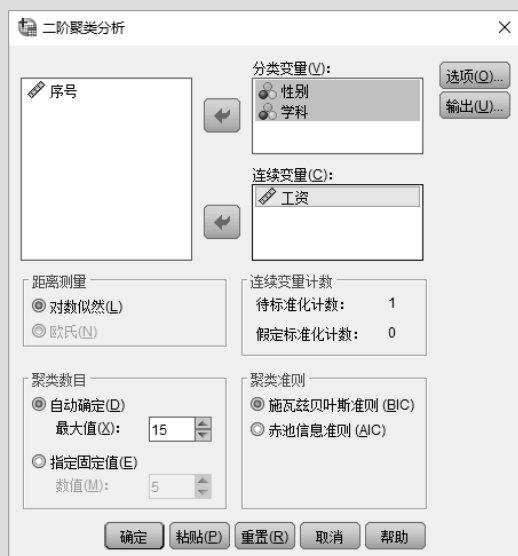 二阶聚类分析
序号
分类变量(V):
性别
学科
选项(O)...
输出(U)...
连续变量(C):
工资
距离测量
对数似然(L)
欧氏(N)
连续变量计数
待标准化计数: 1
假定标准化计数: 0
聚类数目
自动确定(D)
最大值(X): 15
指定固定值(E)
数值(M): 5
聚类准则
施瓦兹贝叶斯准则 (BIC)
赤池信息准则 (AIC)
确定 粘贴(P) 重置(R) 取消 帮助